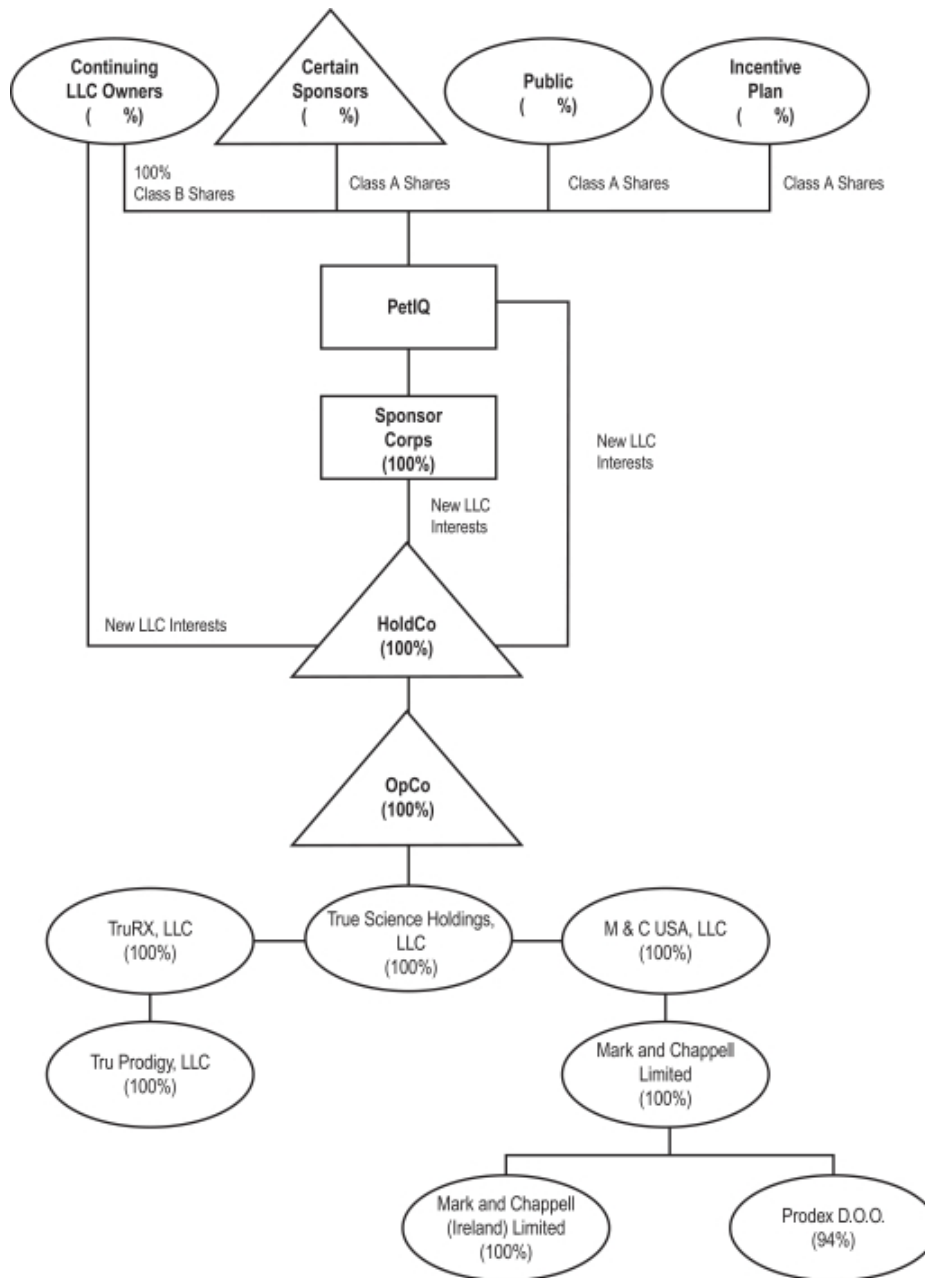 Continuing
LLC Owners
( %)
Certain
Sponsors
( %)
Public
( %)
Incentive
Plan
( %)
100%
Class B Shares
Class A Shares
Class A Shares
Class A Shares
PetIQ
Sponsor
Corps
(100%)
New LLC
Interests
New LLC
Interests
New LLC Interests
HoldCo
(100%)
OpCo
(100%)
TruRX, LLC
(100%)
True Science Holdings,
LLC
(100%)
M & C USA, LLC
(100%)
Tru Prodigy, LLC
(100%)
Mark and Chappell
Limited
(100%)
Mark and Chappell
(Ireland) Limited
(100%)
Prodex D.O.O.
(94%)